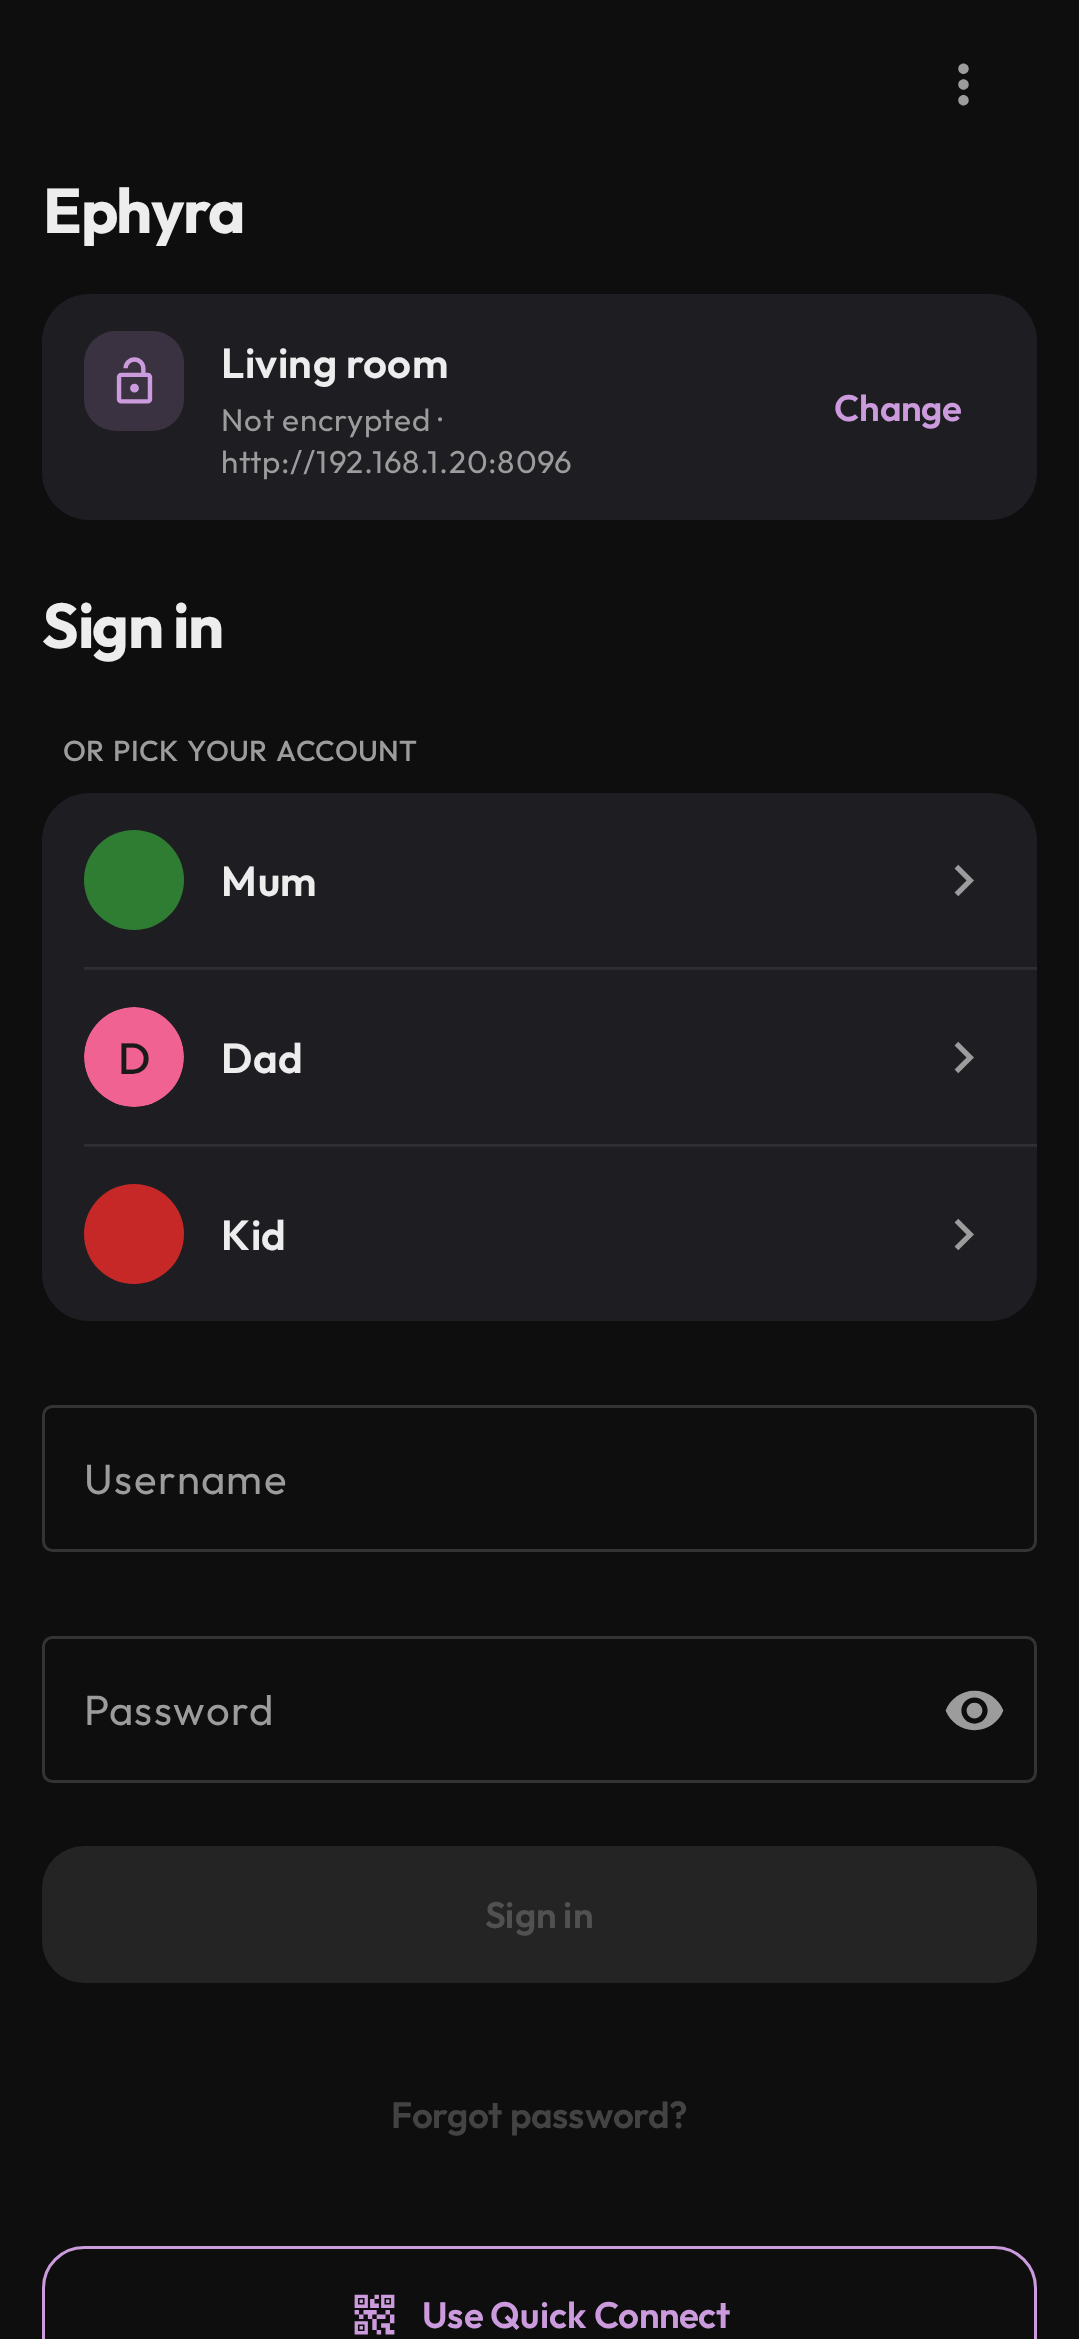 Ephyra
Living room
Not encrypted ·
http://192.168.1.20:8096
Change
Sign in
OR PICK YOUR ACCOUNT
Mum
D
Dad
Kid
Username
Password
Sign in
Forgot password?
Use Quick Connect